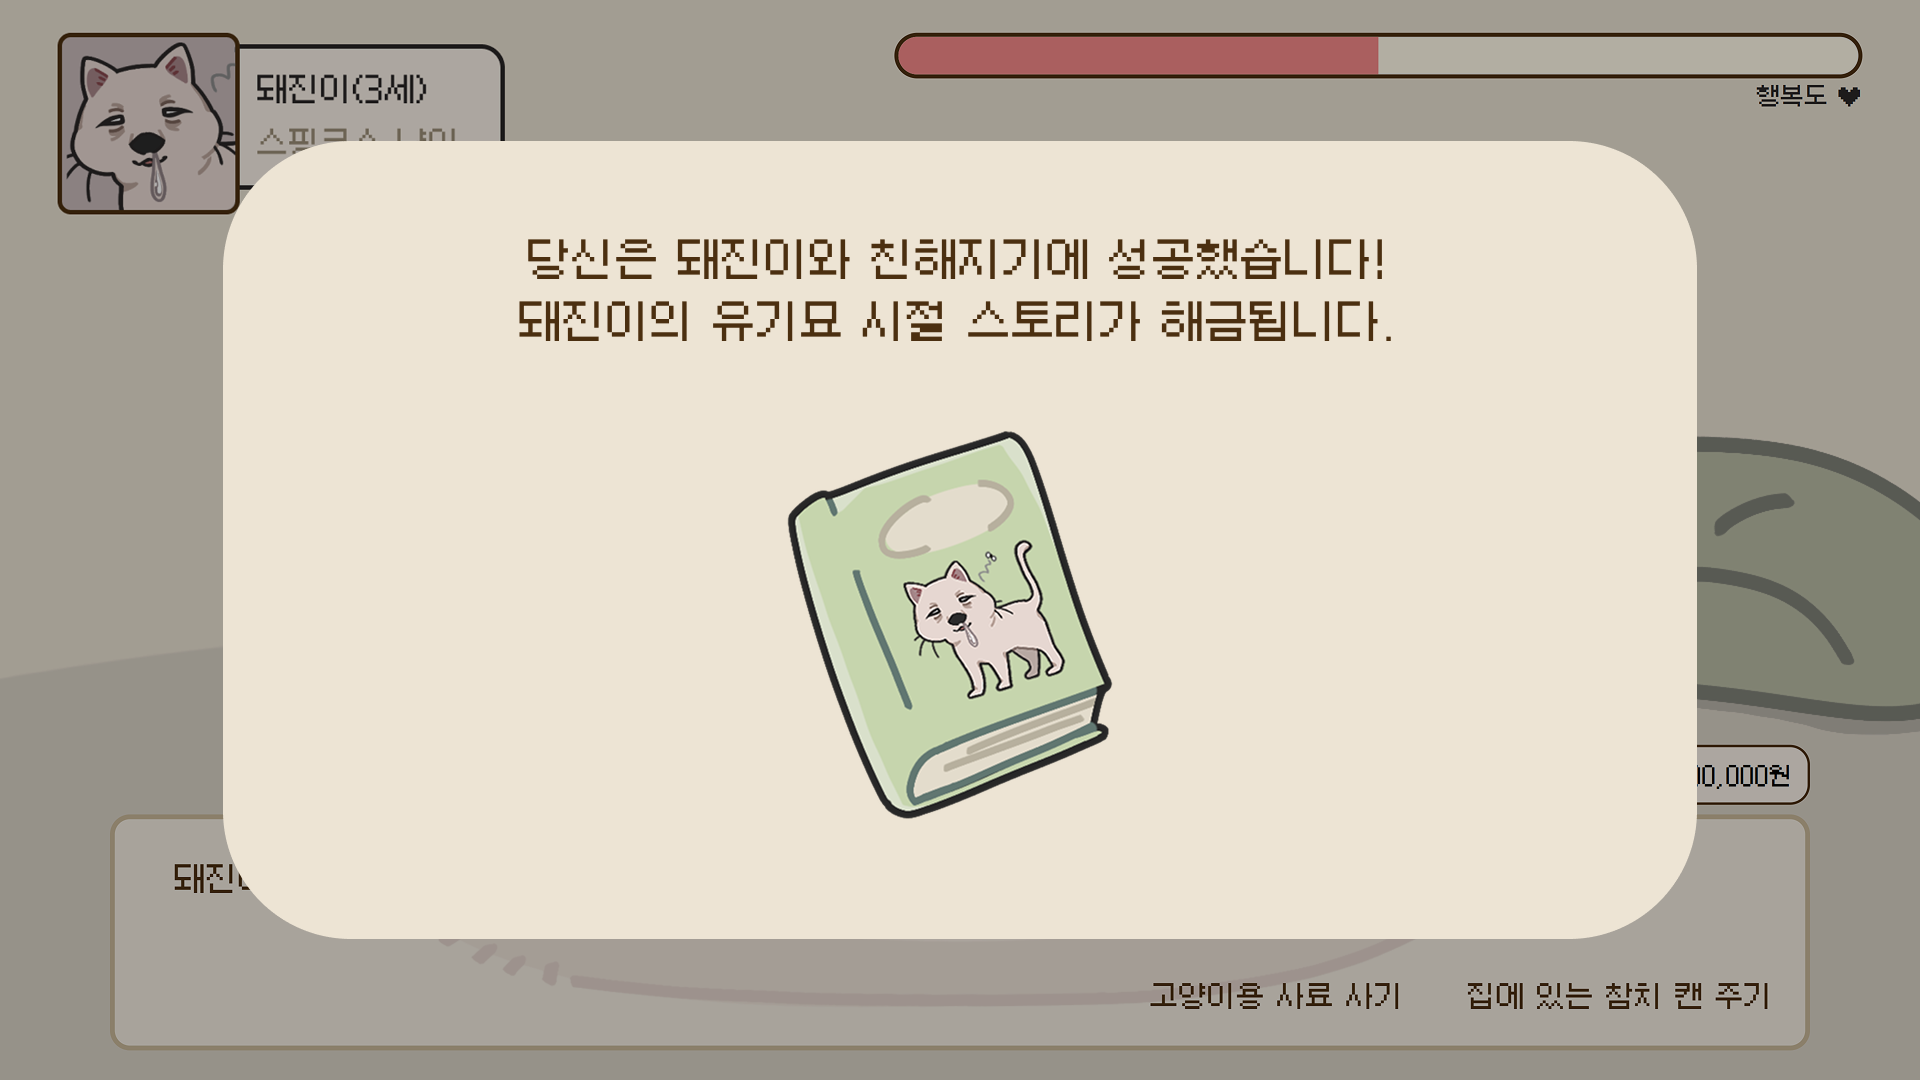 돼진이(3세)
행복도
당신은 돼진이와 친해지기에 성공했습니다!
돼진이의 유기묘 시절 스토리가 해금됩니다.
00,000원
돼진
고양이용 사료 사기
집에 있는 참치 캔 주기